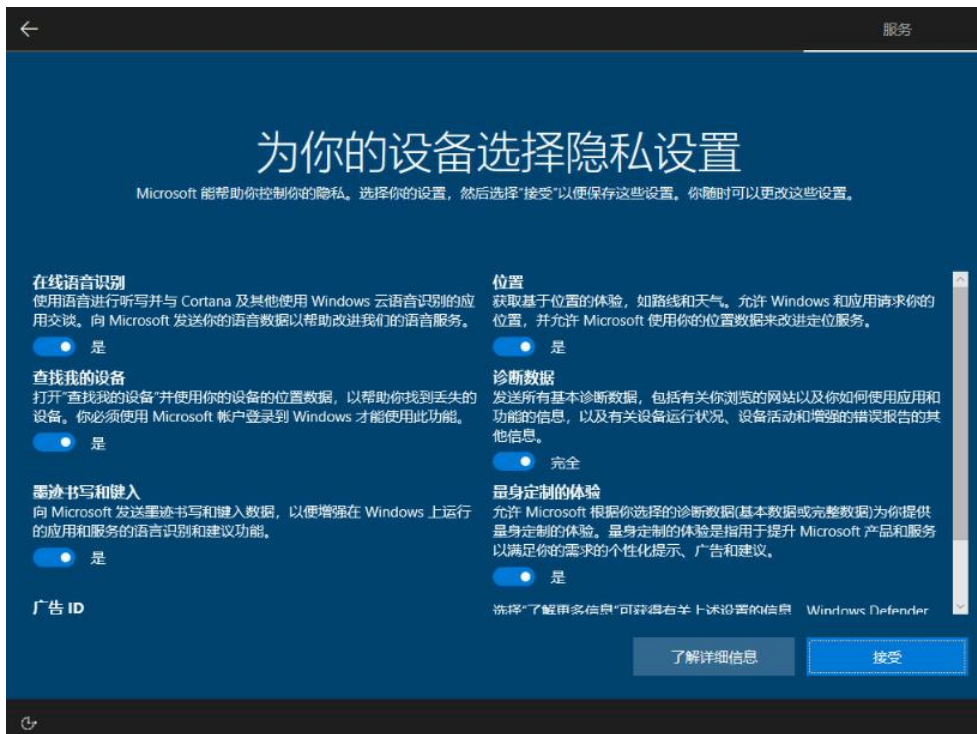 服务
为你的设备选择隐私设置
Microsoft 能帮助你控制你的隐私。选择你的设置，然后选择"接受"以便保存这些设置。你随时可以更改这些设置。
在线语音识别
使用语音进行听写并与 Cortana 及其他使用 Windows 云语音识别的应
用交谈。向 Microsoft 发送你的语音数据以帮助改进我们的语音服务。
是
查找我的设备
打开"查找我的设备"并使用你的设备的位置数据，以帮助你找到丢失的
设备。你必须使用 Microsoft 帐户登录到 Windows 才能使用此功能。
是
墨迹书写和键入
向 Microsoft 发送墨迹书写和键入数据，以便增强在 Windows 上运行
的应用和服务的语言识别和建议功能。
是
广告 ID
位置
获取基于位置的体验，如路线和天气。允许 Windows 和应用请求你的
位置，并允许 Microsoft 使用你的位置数据来改进定位服务。
是
诊断数据
发送所有基本诊断数据，包括有关你浏览的网站以及你如何使用应用和
功能的信息，以及有关设备运行状况、设备活动和增强的错误报告的其
他信息。
完全
量身定制的体验
允许 Microsoft 根据你选择的诊断数据(基本数据或完整数据)为你提供
量身定制的体验。量身定制的体验是指用于提升 Microsoft 产品和服务
以满足你的需求的个性化提示、广告和建议。
是
选择"了解更多信息"可获得有关上述设置的信息 Windows Defender
了解详细信息
接受